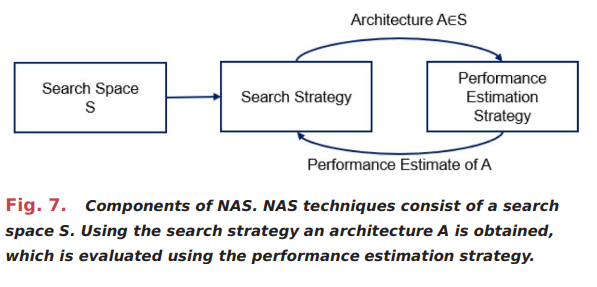 Architecture A∈S
Search Space
S
Search Strategy
Performance
Estimation
Strategy
Performance Estimate of A
Fig. 7. Components of NAS. NAS techniques consist of a search
space S. Using the search strategy an architecture A is obtained,
which is evaluated using the performance estimation strategy.